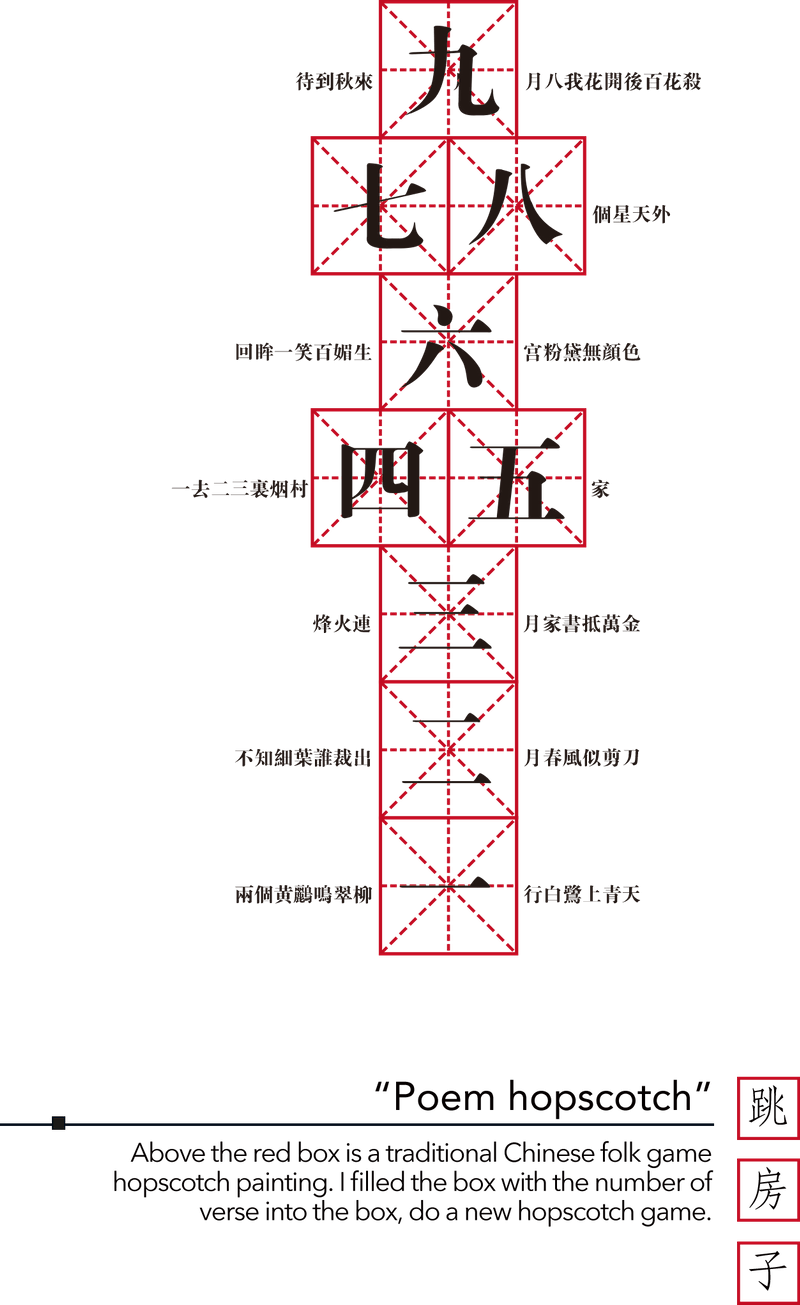 待到秋來 九 月八我花開後百花殺
七 八 個星天外
回眸一笑百媚生 六 宫粉黛無顔色
一去二三裏烟村 四 五 家
烽火連 三 月家書抵萬金
不知細葉誰裁出 二 月春風似剪刀
兩個黄鸝鳴翠柳 一 行白鷺上青天
“Poem hopscotch”
Above the red box is a traditional Chinese folk game
hopscotch painting. I filled the box with the number of
verse into the box, do a new hopscotch game.
跳
房
子